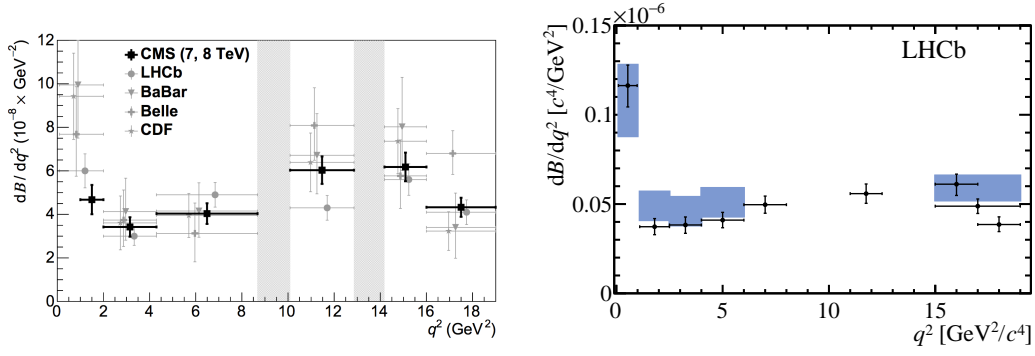 dB / dq² (10⁻⁸ × GeV⁻²)
12
10
8
6
4
2
0
CMS (7, 8 TeV)
LHCb
BaBar
Belle
CDF
0 2 4 6 8 10 12 14 16 18
q² (GeV²)
×10⁻⁶
dB/dq² [c⁴/GeV²]
0.15
0.1
0.05
0
LHCb
0 5 10 15
q² [GeV²/c⁴]